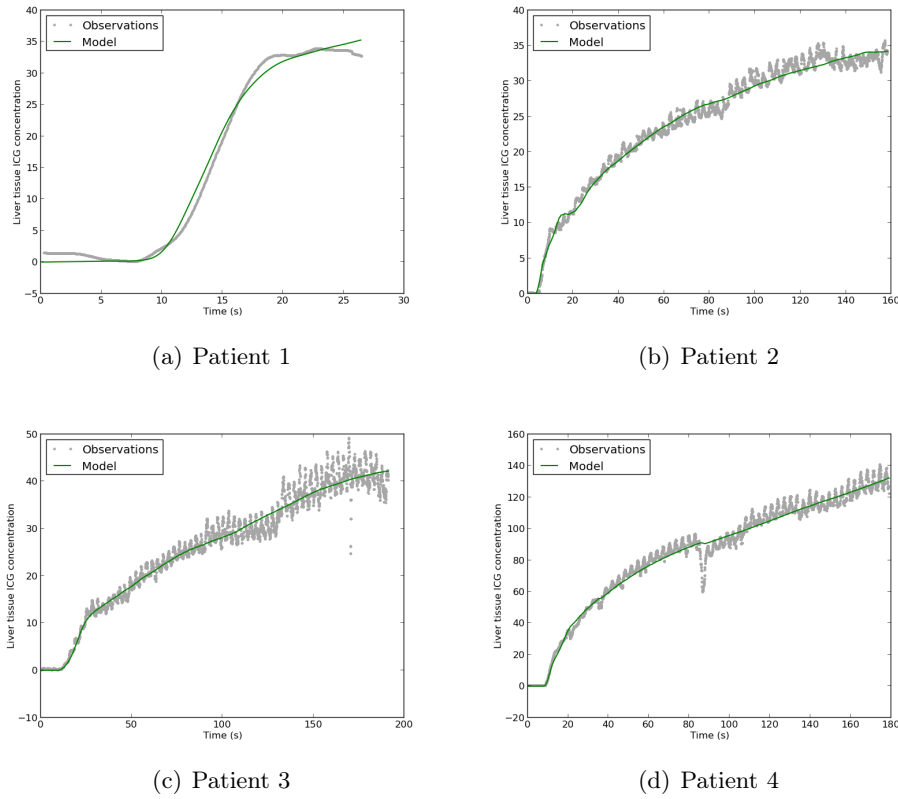 Observations
Model
Liver tissue ICG concentration
40
35
30
25
20
15
10
5
0
−5
0 5 10 15 20 25 30
Time (s)
(a) Patient 1
Observations
Model
Liver tissue ICG concentration
40
35
30
25
20
15
10
5
0
0 20 40 60 80 100 120 140 160
Time (s)
(b) Patient 2
Observations
Model
Liver tissue ICG concentration
50
40
30
20
10
0
−10
0 50 100 150 200
Time (s)
(c) Patient 3
Observations
Model
Liver tissue ICG concentration
160
140
120
100
80
60
40
20
0
−20
0 20 40 60 80 100 120 140 160 180
Time (s)
(d) Patient 4